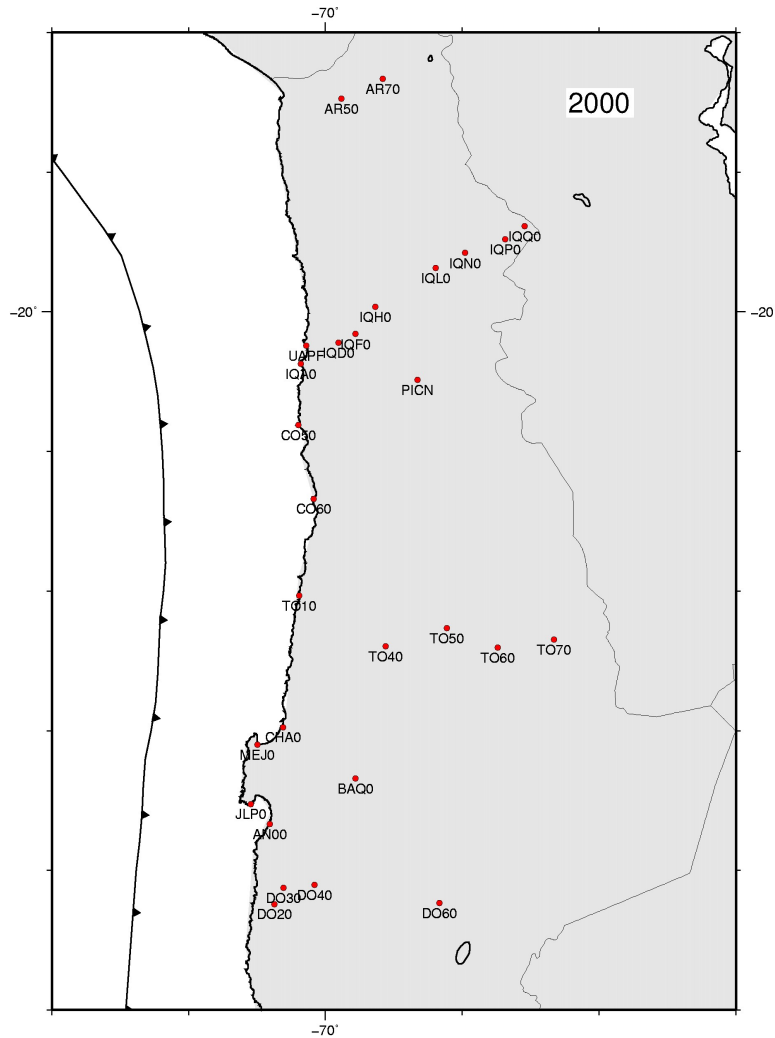 -70°
AR70
AR50
2000
IQQ0
IQP0
IQN0
IQL0
-20°
-20
IQH0
IQF0
IQD0
UAPF
IQA0
PICN
CO50
CO60
TO10
TO50
TO40
TO60
TO70
CHA0
MEJ0
BAQ0
JLP0
AN00
DO40
DO30
DO20
DO60
-70°